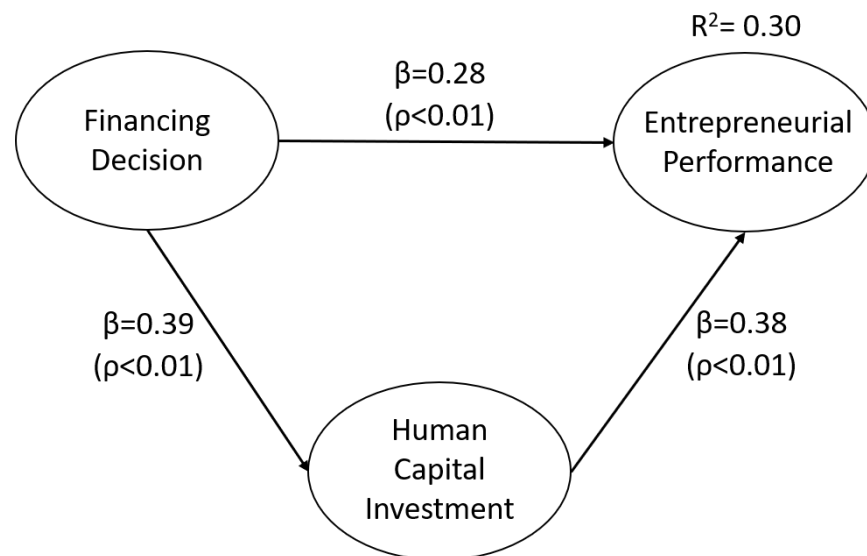 R²= 0.30
β=0.28
(ρ<0.01)
Financing
Decision
Entrepreneurial
Performance
β=0.39
(ρ<0.01)
β=0.38
(ρ<0.01)
Human
Capital
Investment